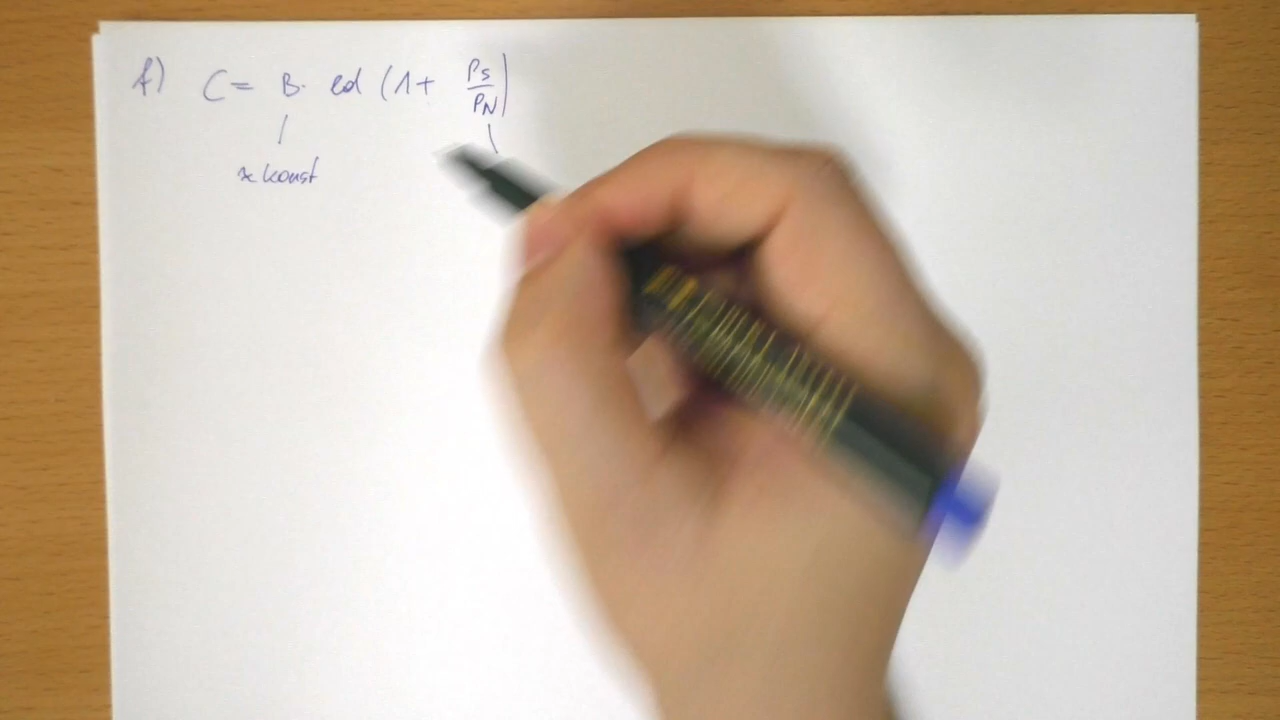 f) C = B · ld (1 + PS/PN)
≈ konst